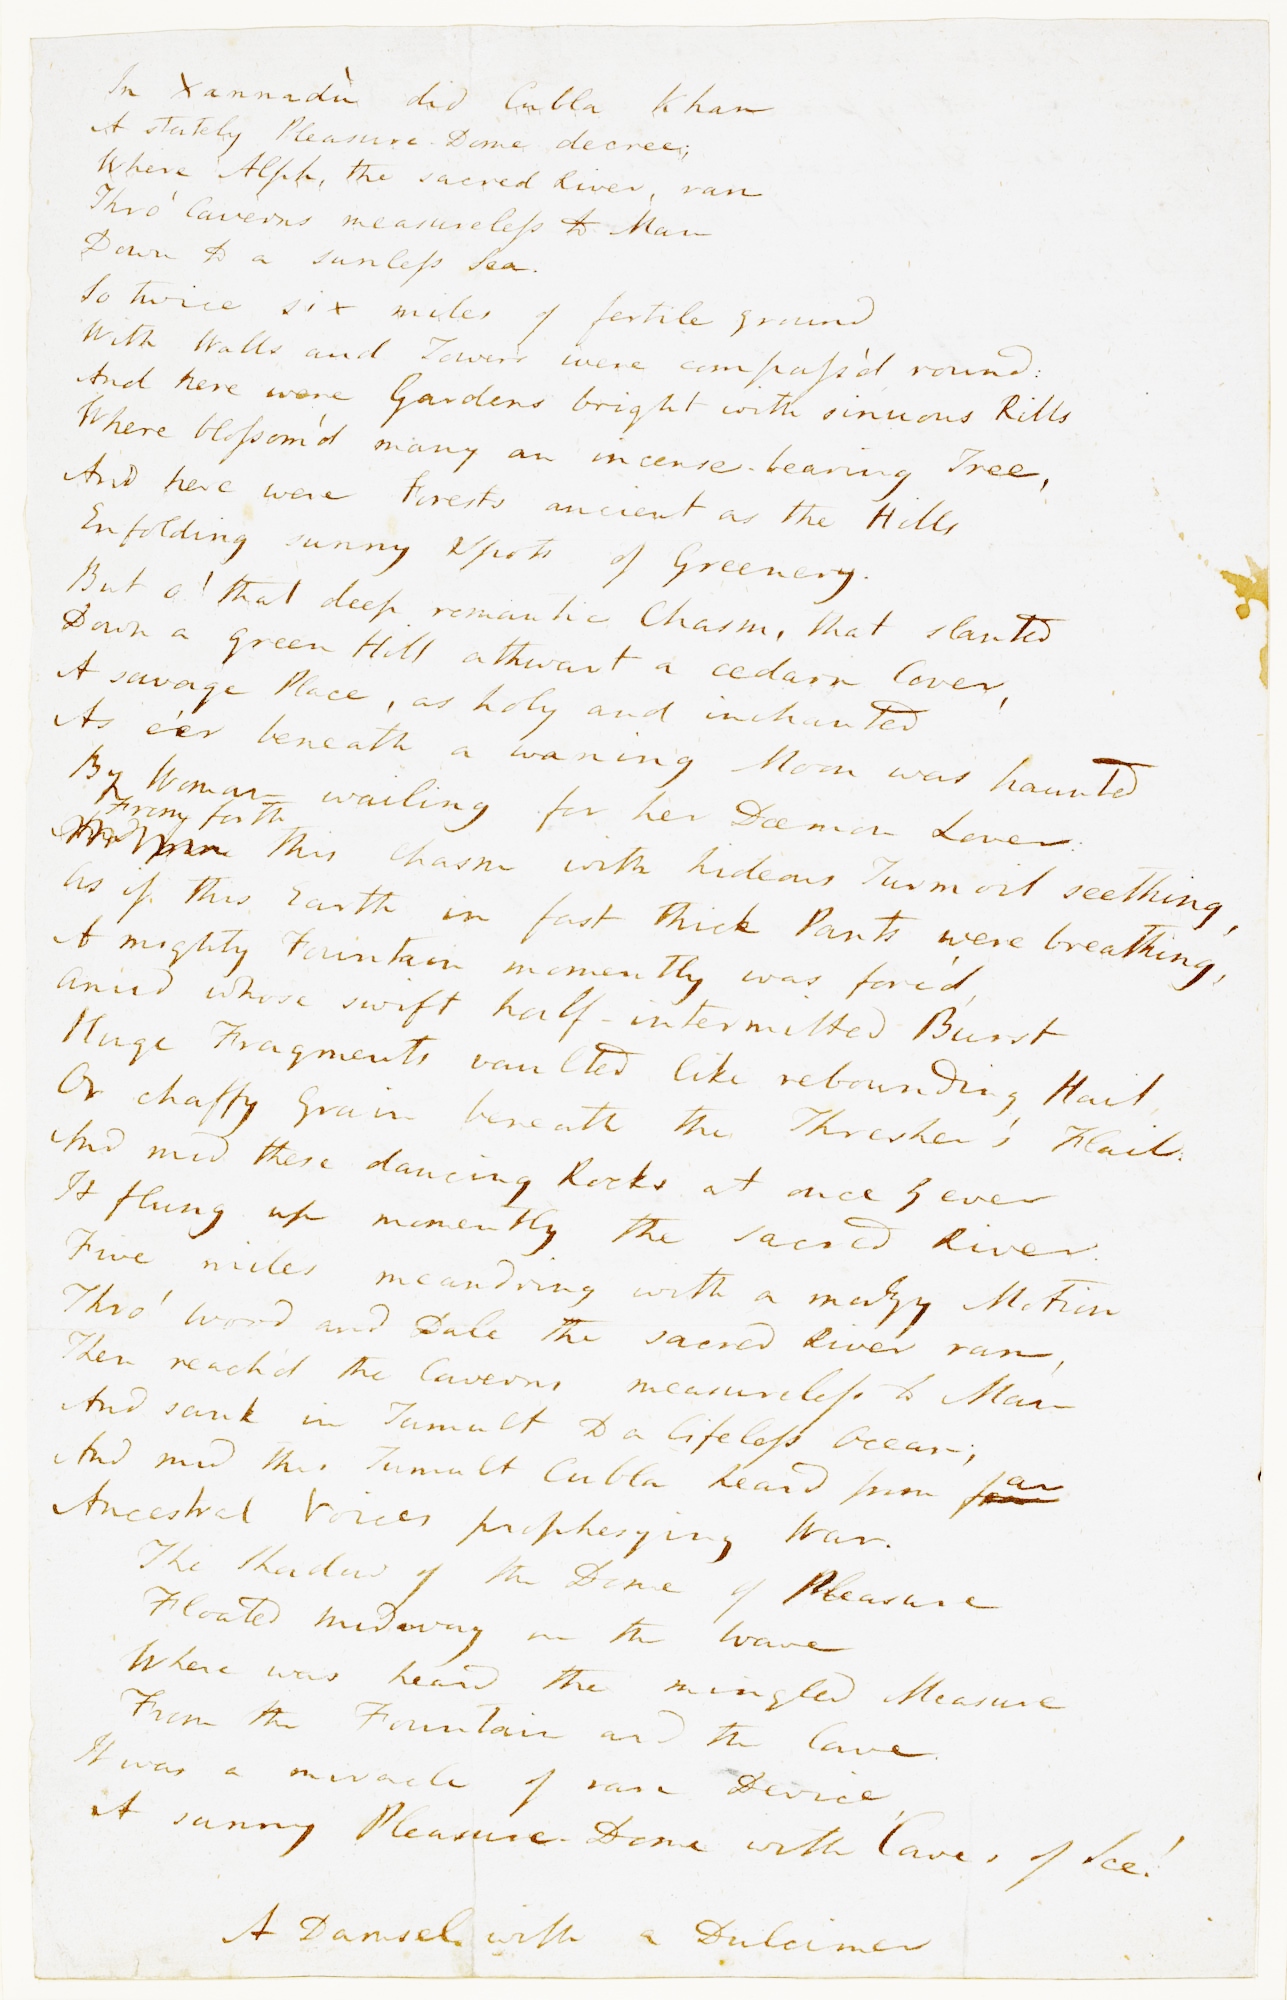 In Xannadù did Cubla Khan
A stately Pleasure-Dome decree;
Where Alph, the sacred River, ran
Thro' Caverns measureless to Man
Down to a sunless Sea.
So twice six miles of fertile ground
With Walls and Towers were compass'd round:
And here were Gardens bright with sinuous Rills
Where blossom'd many an incense-bearing Tree,
And here were Forests ancient as the Hills
Enfolding sunny Spots of Greenery.
But o! that deep romantic Chasm, that slanted
Down a green Hill athwart a cedarn Cover,
A savage Place, as holy and inchanted
As e'er beneath a waning Moon was haunted
By Woman wailing for her Dæmon Lover:
From forth
this Chasm with hideous Turmoil seething,
As if this Earth in fast thick Pants were breathing,
A mighty Fountain momently was forc'd,
Amid whose swift half-intermitted Burst
Huge Fragments vaulted like rebounding Hail,
Or chaffy Grain beneath the Thresher's Flail:
And mid these dancing Rocks at once & ever
It flung up momently the sacred River.
Five miles meandring with a mazy Motion
Thro' Wood and Dale the sacred River ran,
Then reach'd the Caverns measureless to Man
And sank in Tumult to a lifeless Ocean;
And mid this Tumult Cubla heard from far
Ancestral Voices prophesying War.
The Shadow of the Dome of Pleasure
Floated midway on the Wave
Where was heard the mingled Measure
From the Fountain and the Cave.
It was a miracle of rare Device,
A sunny Pleasure-Dome with Caves of Ice!
A Damsel with a Dulcimer